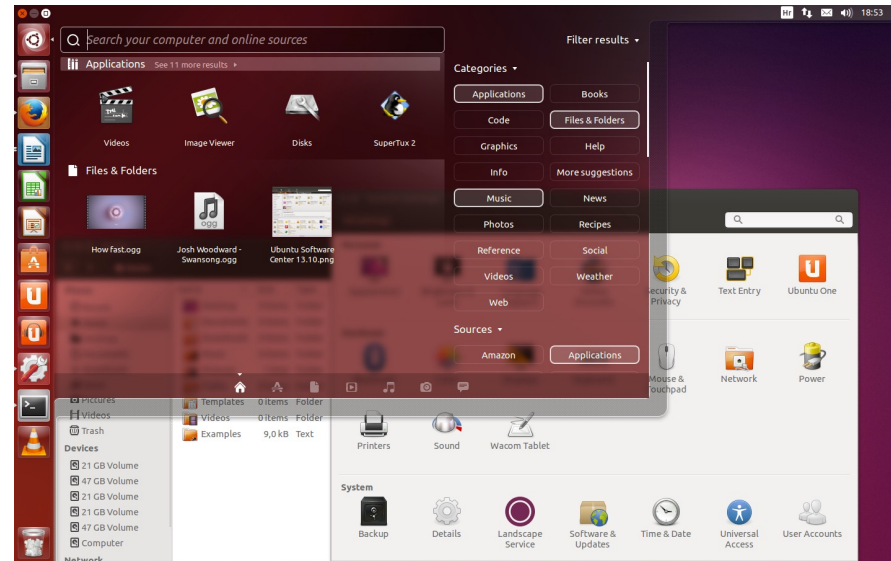 Hr
18:53
Search your computer and online sources
Filter results
Applications See 11 more results
Videos
Image Viewer
Disks
SuperTux 2
Files & Folders
ogg
How fast.ogg
Josh Woodward -
Swansong.ogg
Ubuntu Software
Center 13.10.png
Categories
Applications
Books
Code
Files & Folders
Graphics
Help
Info
More suggestions
Music
News
Photos
Recipes
Reference
Social
Videos
Weather
Web
Sources
Amazon
Applications
Security &
Privacy
Text Entry
Ubuntu One
Mouse &
Touchpad
Network
Power
Pictures
Videos
Trash
Devices
21 GB Volume
47 GB Volume
21 GB Volume
21 GB Volume
47 GB Volume
Computer
Network
Templates 0 items Folder
Videos 0 items Folder
Examples 9,0 kB Text
Printers
Sound
Wacom Tablet
System
Backup
Details
Landscape
Service
Software &
Updates
Time & Date
Universal
Access
User Accounts